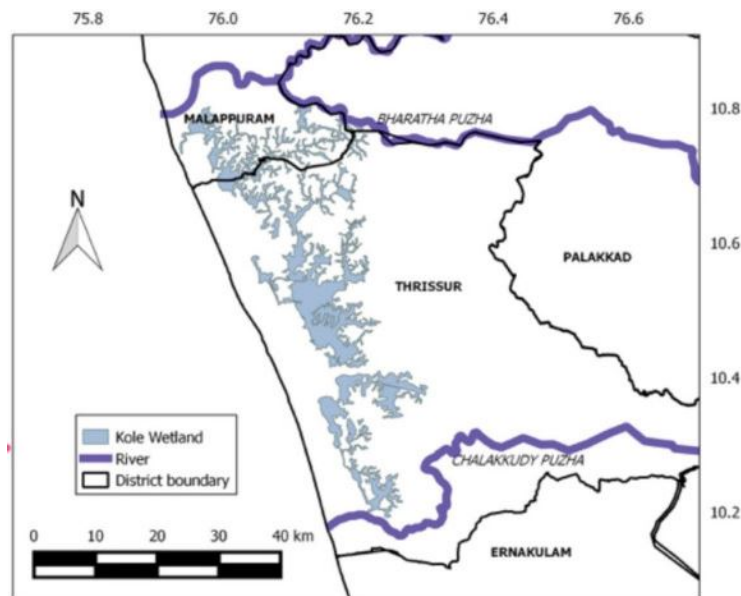 75.8 76.0 76.2 76.4 76.6
10.8
MALAPPURAM
BHARATHA PUZHA
N
10.6
PALAKKAD
THRISSUR
10.4
Kole Wetland
River
District boundary
CHALAKKUDY PUZHA
10.2
ERNAKULAM
0 10 20 30 40 km